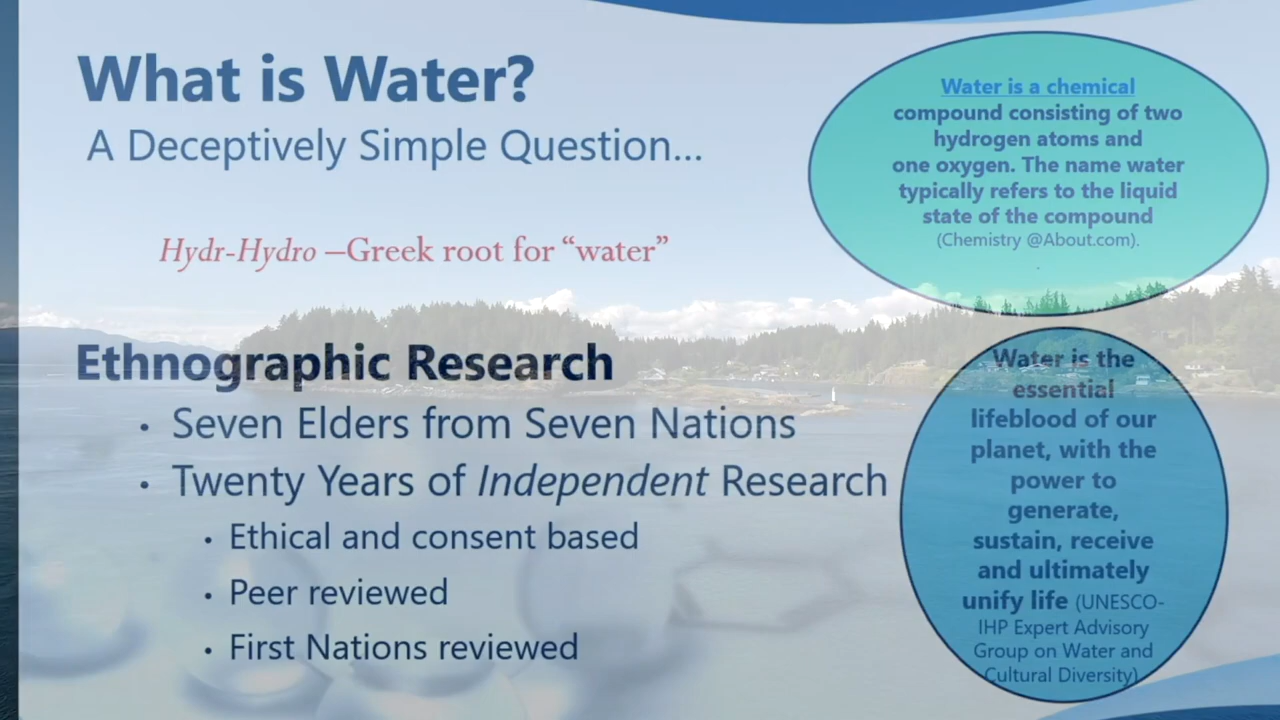 What is Water?
A Deceptively Simple Question...
Hydr-Hydro –Greek root for “water”
Ethnographic Research
• Seven Elders from Seven Nations
• Twenty Years of Independent Research
• Ethical and consent based
• Peer reviewed
• First Nations reviewed
Water is a chemical
compound consisting of two
hydrogen atoms and
one oxygen. The name water
typically refers to the liquid
state of the compound
(Chemistry @About.com).
Water is the
essential
lifeblood of our
planet, with the
power to
generate,
sustain, receive
and ultimately
unify life (UNESCO-
IHP Expert Advisory
Group on Water and
Cultural Diversity)